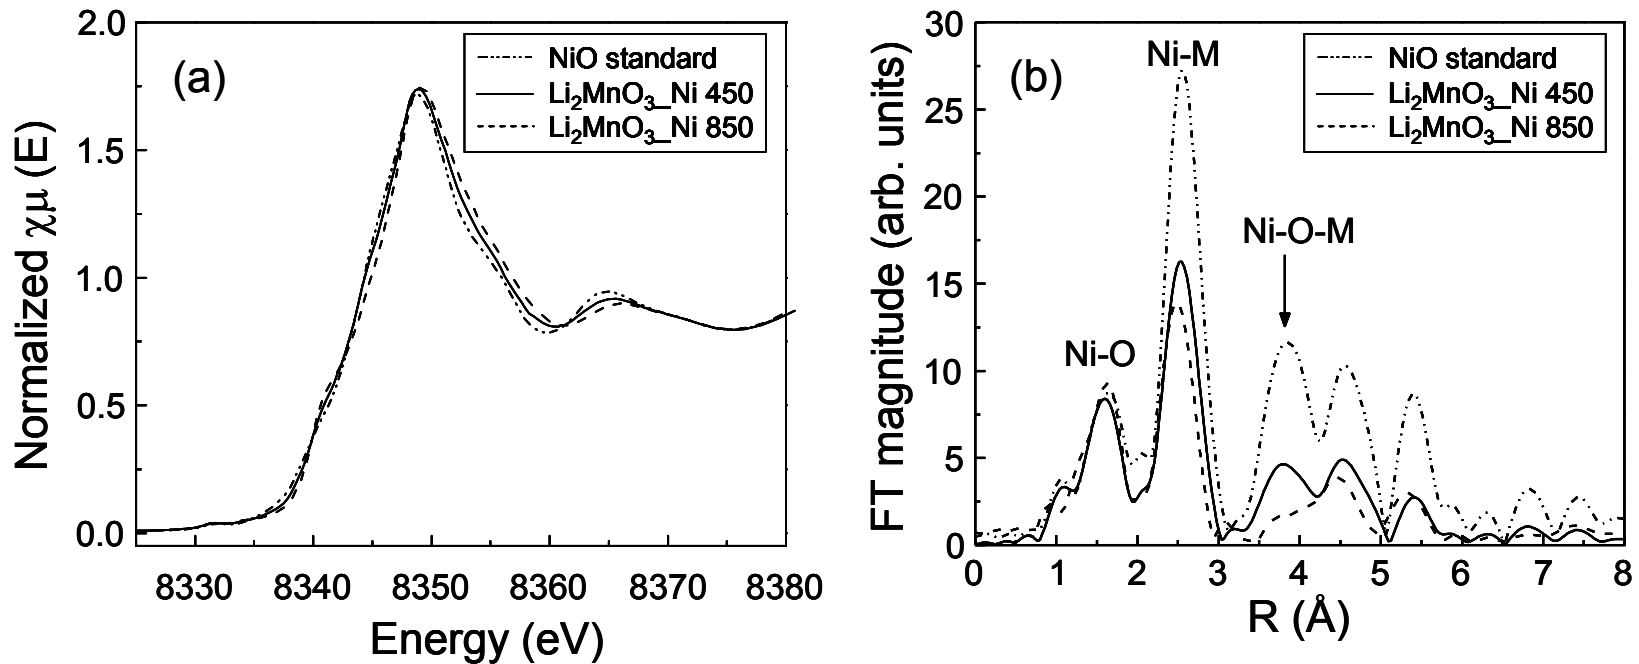 (a)
NiO standard
Li₂MnO₃_Ni 450
Li₂MnO₃_Ni 850
2.0
1.5
1.0
0.5
0.0
Normalized χμ (E)
8330 8340 8350 8360 8370 8380
Energy (eV)
(b)
NiO standard
Li₂MnO₃_Ni 450
Li₂MnO₃_Ni 850
Ni-M
Ni-O-M
Ni-O
30
25
20
15
10
5
0
FT magnitude (arb. units)
0 1 2 3 4 5 6 7 8
R (Å)